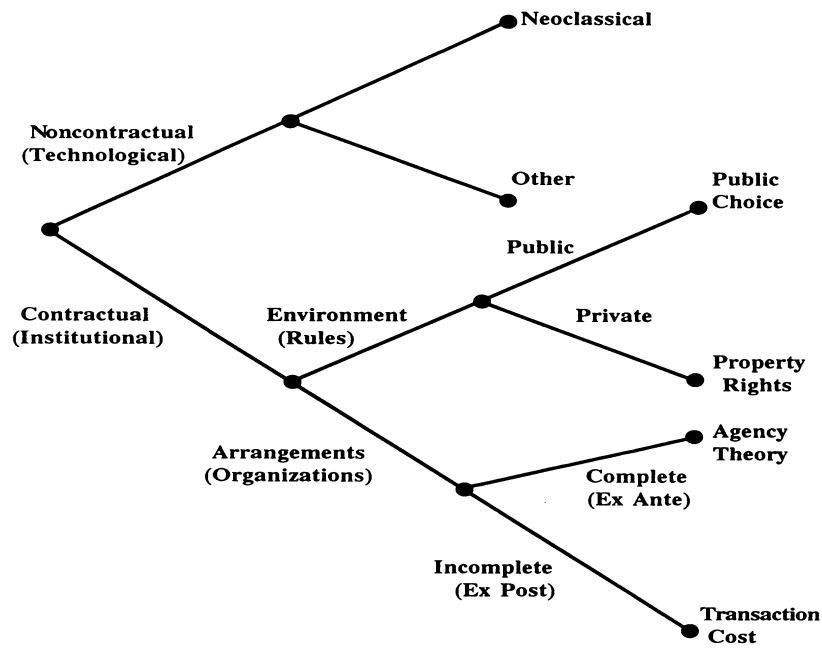 Neoclassical
Noncontractual
(Technological)
Other
Public
Choice
Public
Contractual
(Institutional)
Environment
(Rules)
Private
Property
Rights
Arrangements
(Organizations)
Agency
Theory
Complete
(Ex Ante)
Incomplete
(Ex Post)
Transaction
Cost